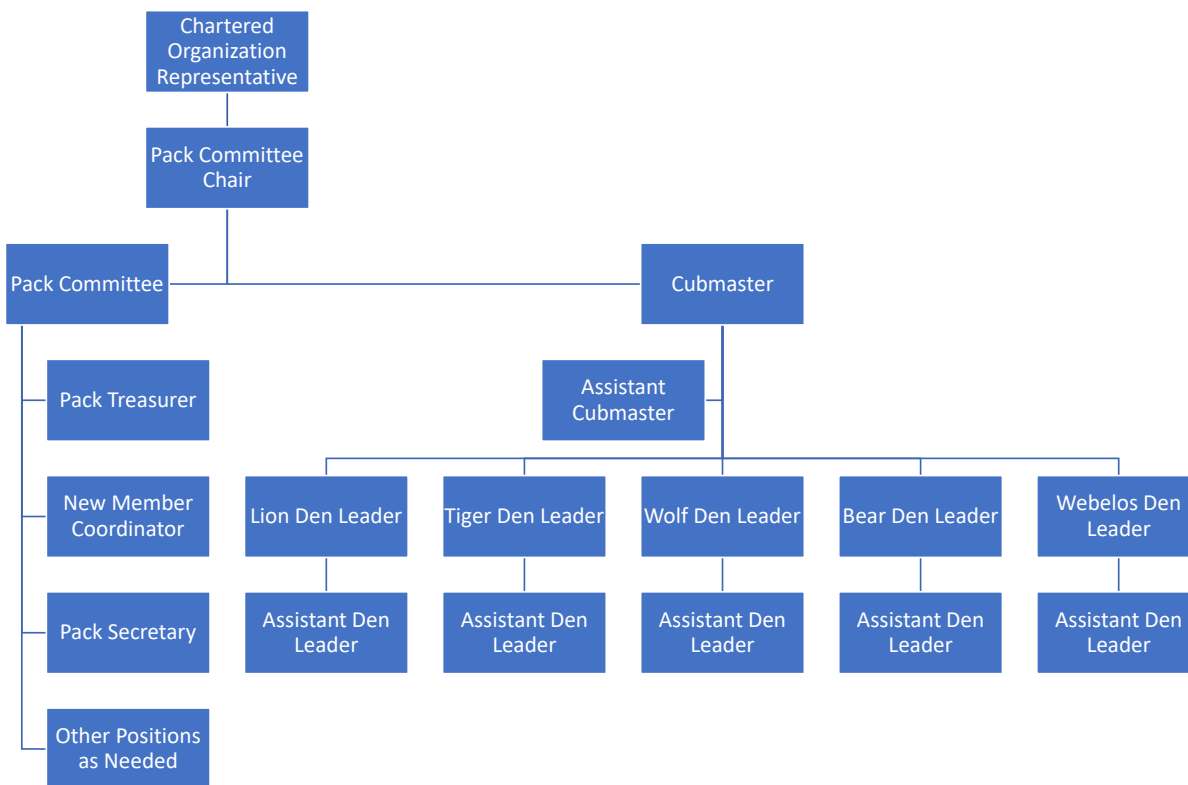 Chartered
Organization
Representative
Pack Committee
Chair
Pack Committee
Cubmaster
Pack Treasurer
Assistant
Cubmaster
New Member
Coordinator
Lion Den Leader
Tiger Den Leader
Wolf Den Leader
Bear Den Leader
Webelos Den
Leader
Pack Secretary
Assistant Den
Leader
Assistant Den
Leader
Assistant Den
Leader
Assistant Den
Leader
Assistant Den
Leader
Other Positions
as Needed